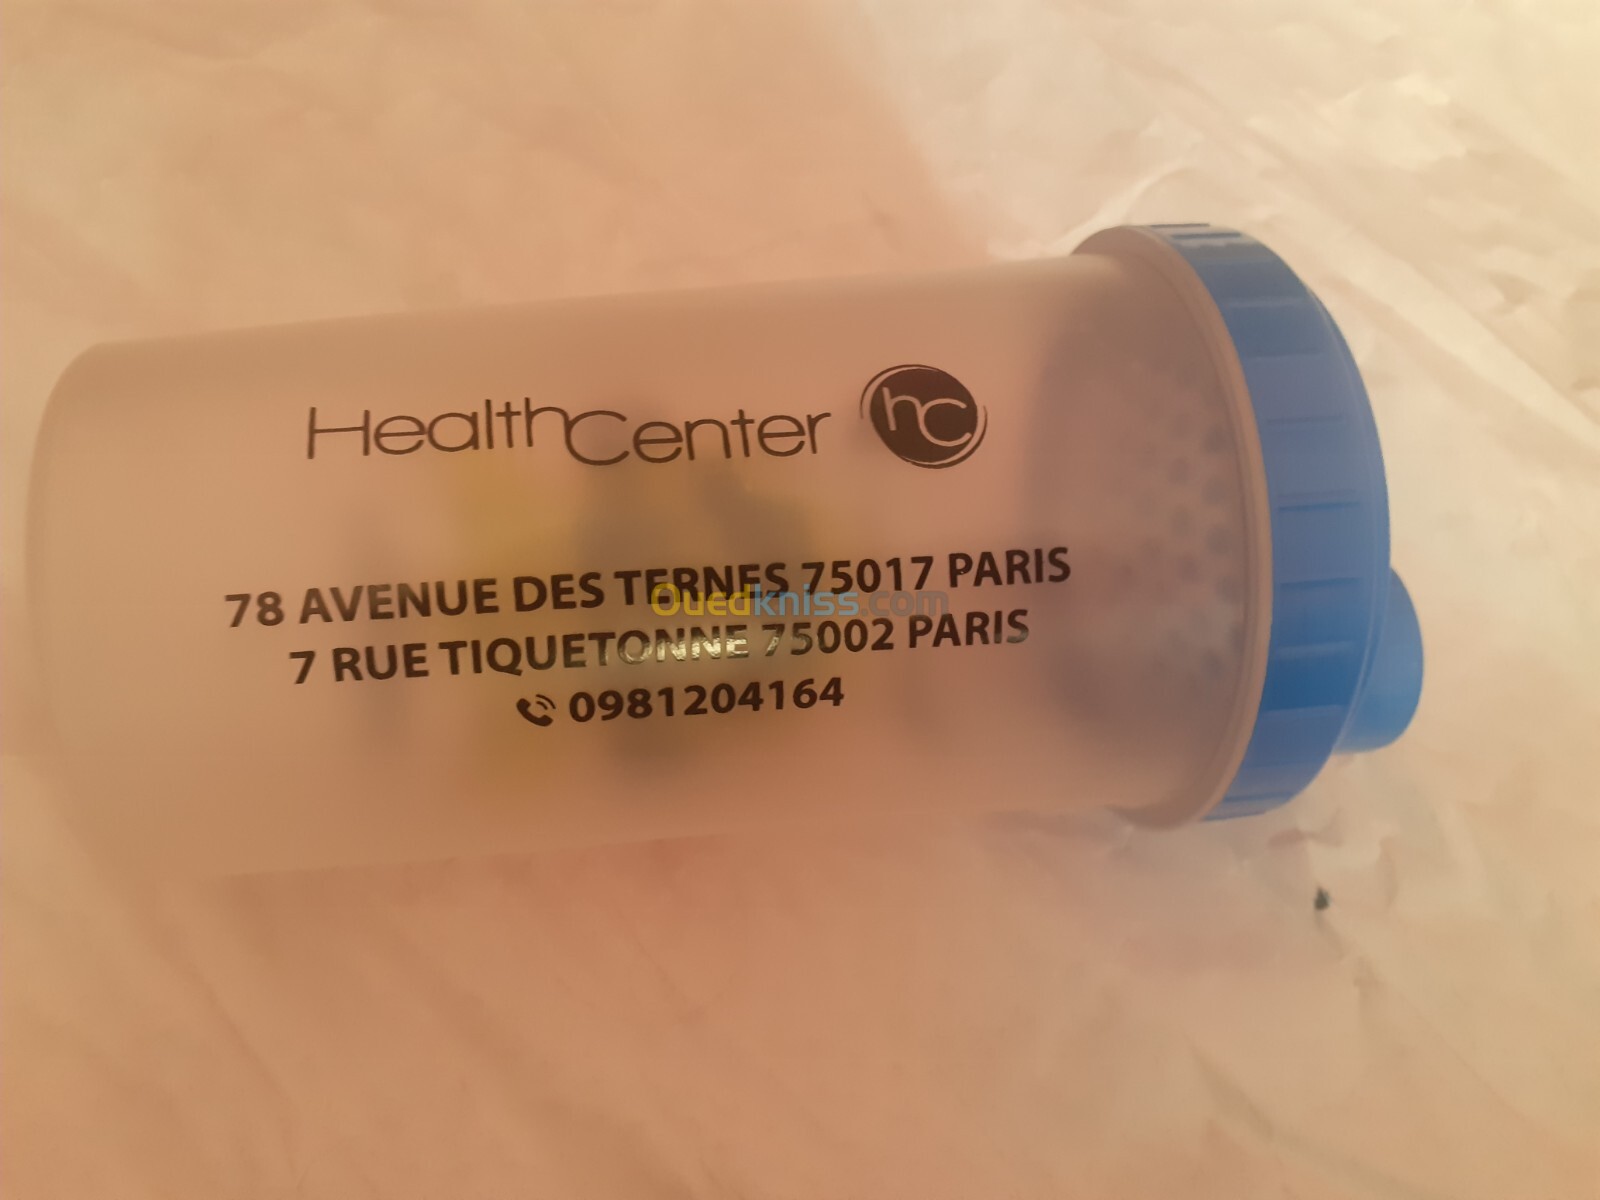 HealthCenter hc
78 AVENUE DES TERNES 75017 PARIS
Ouedkniss.com
7 RUE TIQUETONNE 75002 PARIS
0981204164